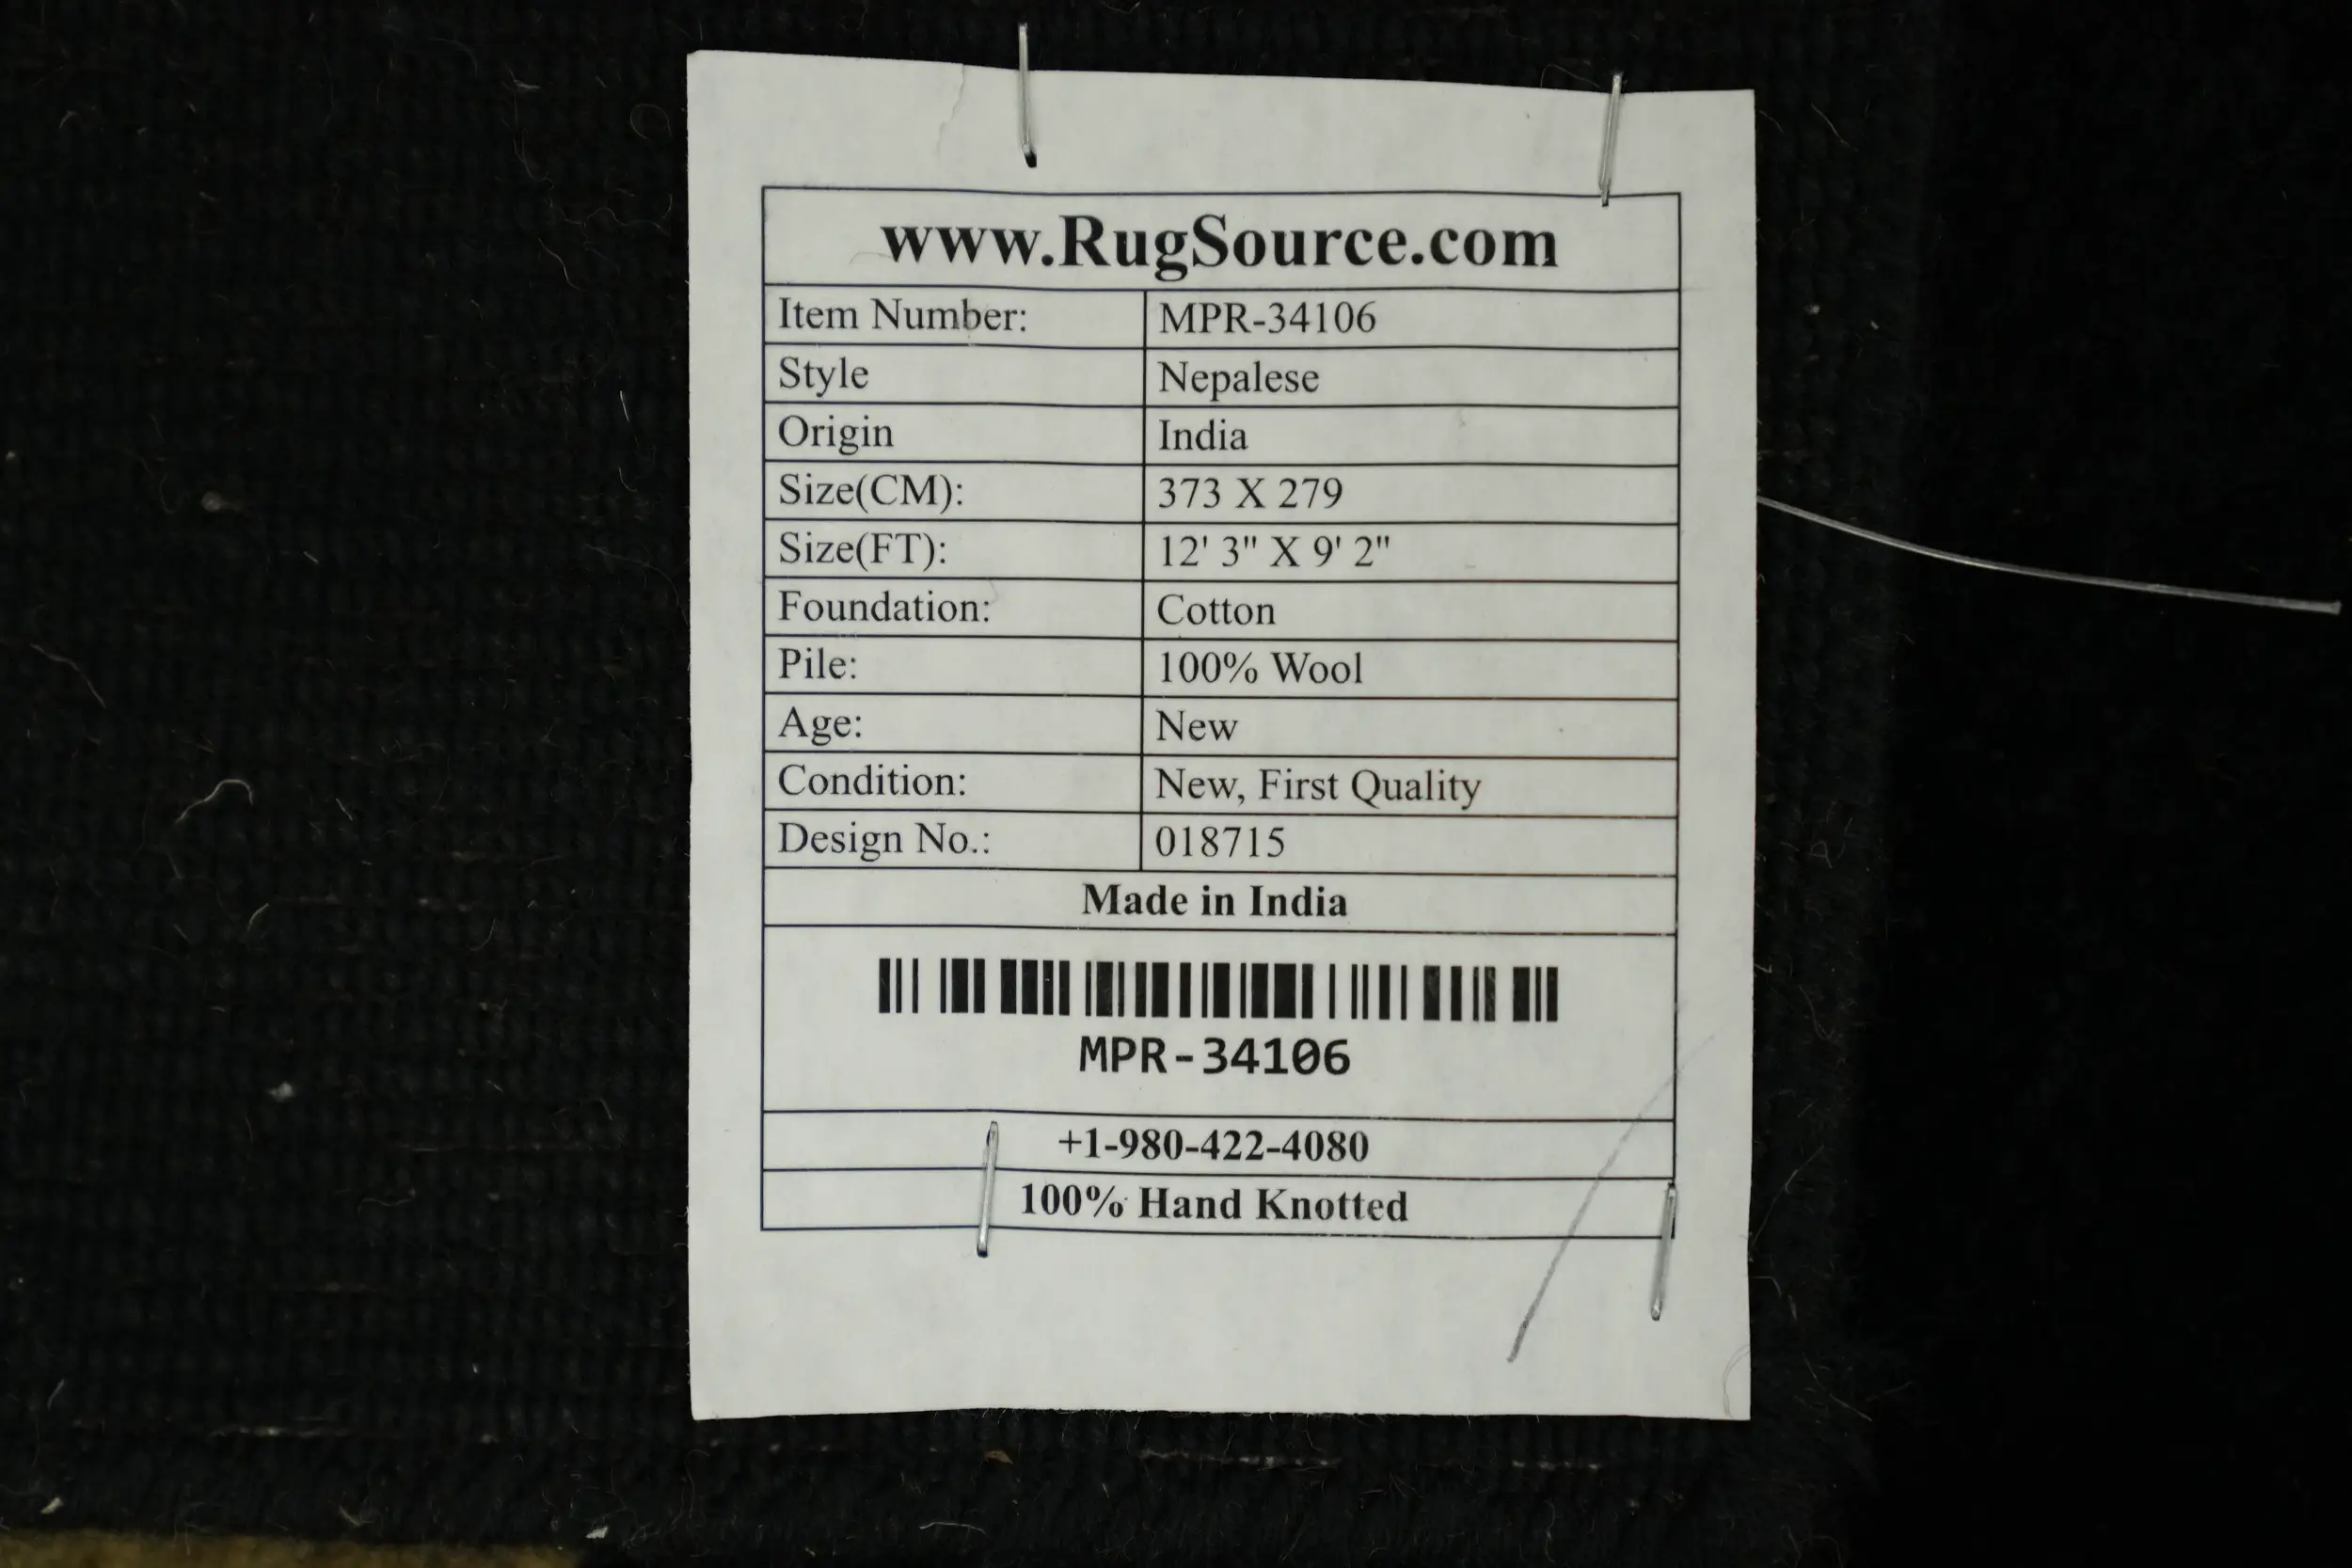 www.RugSource.com
Item Number: MPR-34106
Style Nepalese
Origin India
Size(CM): 373 X 279
Size(FT): 12' 3" X 9' 2"
Foundation: Cotton
Pile: 100% Wool
Age: New
Condition: New, First Quality
Design No.: 018715
Made in India
MPR-34106
+1-980-422-4080
100% Hand Knotted